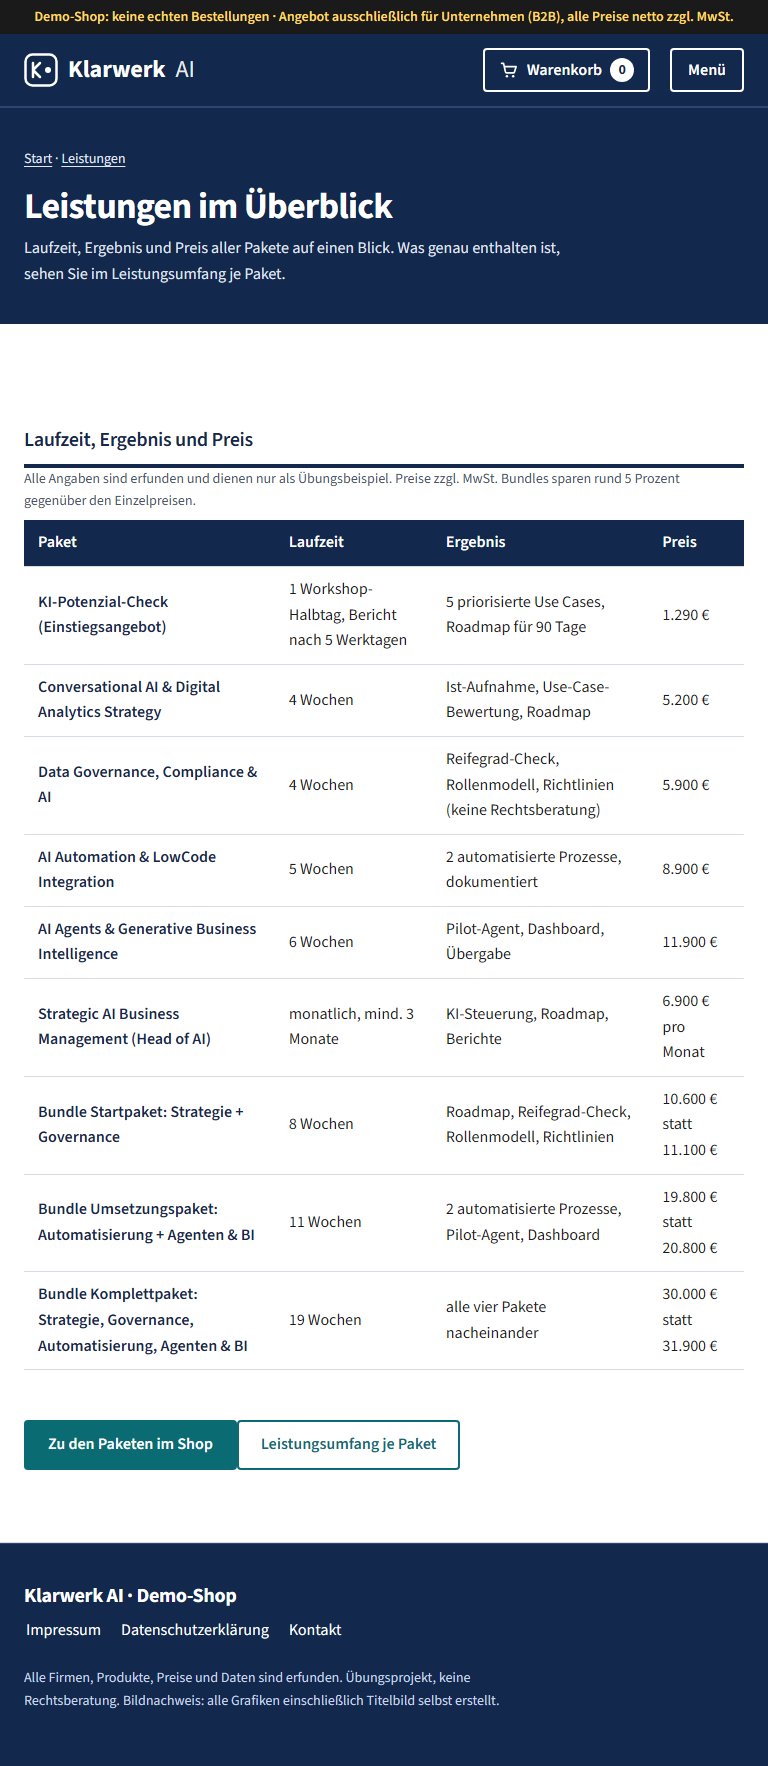 Demo-Shop: keine echten Bestellungen · Angebot ausschließlich für Unternehmen (B2B), alle Preise netto zzgl. MwSt.
Klarwerk AI
Warenkorb 0
Menü
Start · Leistungen
Leistungen im Überblick
Laufzeit, Ergebnis und Preis aller Pakete auf einen Blick. Was genau enthalten ist,
sehen Sie im Leistungsumfang je Paket.
Laufzeit, Ergebnis und Preis
Alle Angaben sind erfunden und dienen nur als Übungsbeispiel. Preise zzgl. MwSt. Bundles sparen rund 5 Prozent
gegenüber den Einzelpreisen.
Paket Laufzeit Ergebnis Preis
KI-Potenzial-Check
(Einstiegsangebot)
1 Workshop-
Halbtag, Bericht
nach 5 Werktagen
5 priorisierte Use Cases,
Roadmap für 90 Tage
1.290 €
Conversational AI & Digital
Analytics Strategy
4 Wochen
Ist-Aufnahme, Use-Case-
Bewertung, Roadmap
5.200 €
Data Governance, Compliance &
AI
4 Wochen
Reifegrad-Check,
Rollenmodell, Richtlinien
(keine Rechtsberatung)
5.900 €
AI Automation & LowCode
Integration
5 Wochen
2 automatisierte Prozesse,
dokumentiert
8.900 €
AI Agents & Generative Business
Intelligence
6 Wochen
Pilot-Agent, Dashboard,
Übergabe
11.900 €
Strategic AI Business
Management (Head of AI)
monatlich, mind. 3
Monate
KI-Steuerung, Roadmap,
Berichte
6.900 €
pro
Monat
Bundle Startpaket: Strategie +
Governance
8 Wochen
Roadmap, Reifegrad-Check,
Rollenmodell, Richtlinien
10.600 €
statt
11.100 €
Bundle Umsetzungspaket:
Automatisierung + Agenten & BI
11 Wochen
2 automatisierte Prozesse,
Pilot-Agent, Dashboard
19.800 €
statt
20.800 €
Bundle Komplettpaket:
Strategie, Governance,
Automatisierung, Agenten & BI
19 Wochen
alle vier Pakete
nacheinander
30.000 €
statt
31.900 €
Zu den Paketen im Shop
Leistungsumfang je Paket
Klarwerk AI · Demo-Shop
Impressum Datenschutzerklärung Kontakt
Alle Firmen, Produkte, Preise und Daten sind erfunden. Übungsprojekt, keine
Rechtsberatung. Bildnachweis: alle Grafiken einschließlich Titelbild selbst erstellt.